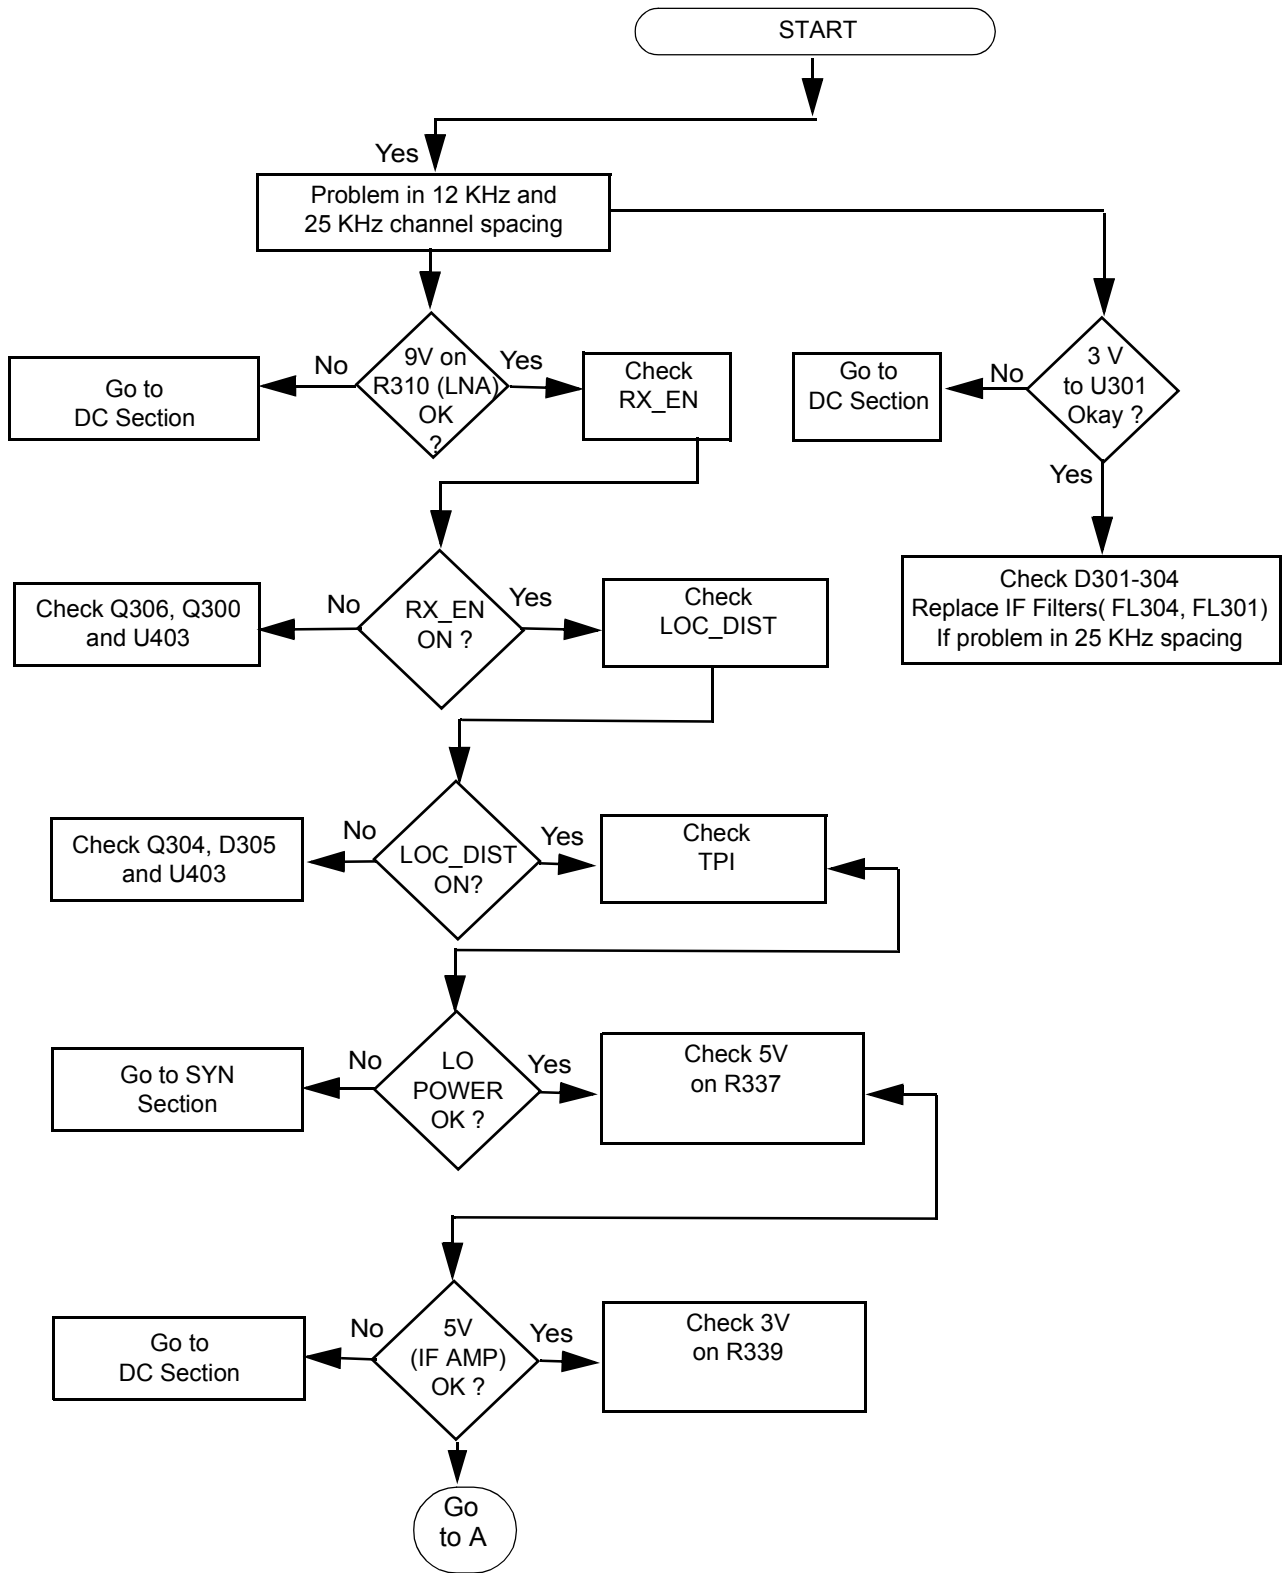 START
Yes
Problem in 12 KHz and
25 KHz channel spacing
No
9V on
R310 (LNA)
OK
?
Yes
Go to
DC Section
Check
RX_EN
Go to
DC Section
No
3 V
to U301
Okay ?
Yes
Check D301-304
Replace IF Filters( FL304, FL301)
If problem in 25 KHz spacing
Check Q306, Q300
and U403
No
RX_EN
ON ?
Yes
Check
LOC_DIST
Check Q304, D305
and U403
No
LOC_DIST
ON?
Yes
Check
TPI
Go to SYN
Section
No
LO
POWER
OK ?
Yes
Check 5V
on R337
Go to
DC Section
No
5V
(IF AMP)
OK ?
Yes
Check 3V
on R339
Go
to A